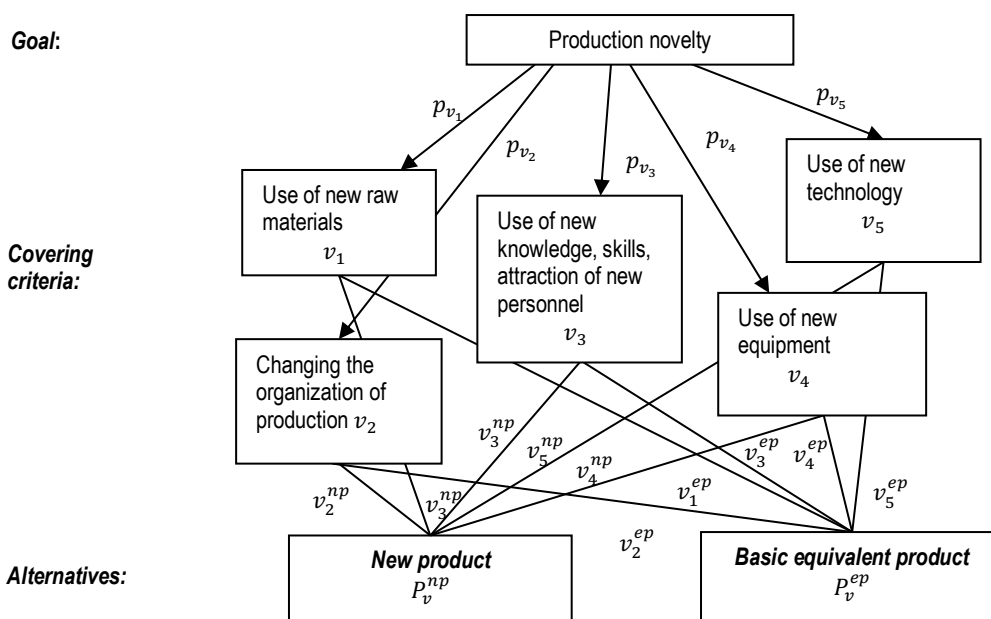 Goal:
Production novelty
p_{v_1}
p_{v_2}
p_{v_3}
p_{v_4}
p_{v_5}
Covering
criteria:
Use of new raw
materials
v_1
Changing the
organization of
production v_2
Use of new
knowledge, skills,
attraction of new
personnel
v_3
Use of new
equipment
v_4
Use of new
technology
v_5
v_2^{np}
v_3^{np}
v_3^{np}
v_5^{np}
v_4^{np}
v_1^{ep}
v_2^{ep}
v_3^{ep}
v_4^{ep}
v_5^{ep}
Alternatives:
New product
P_v^{np}
Basic equivalent product
P_v^{ep}